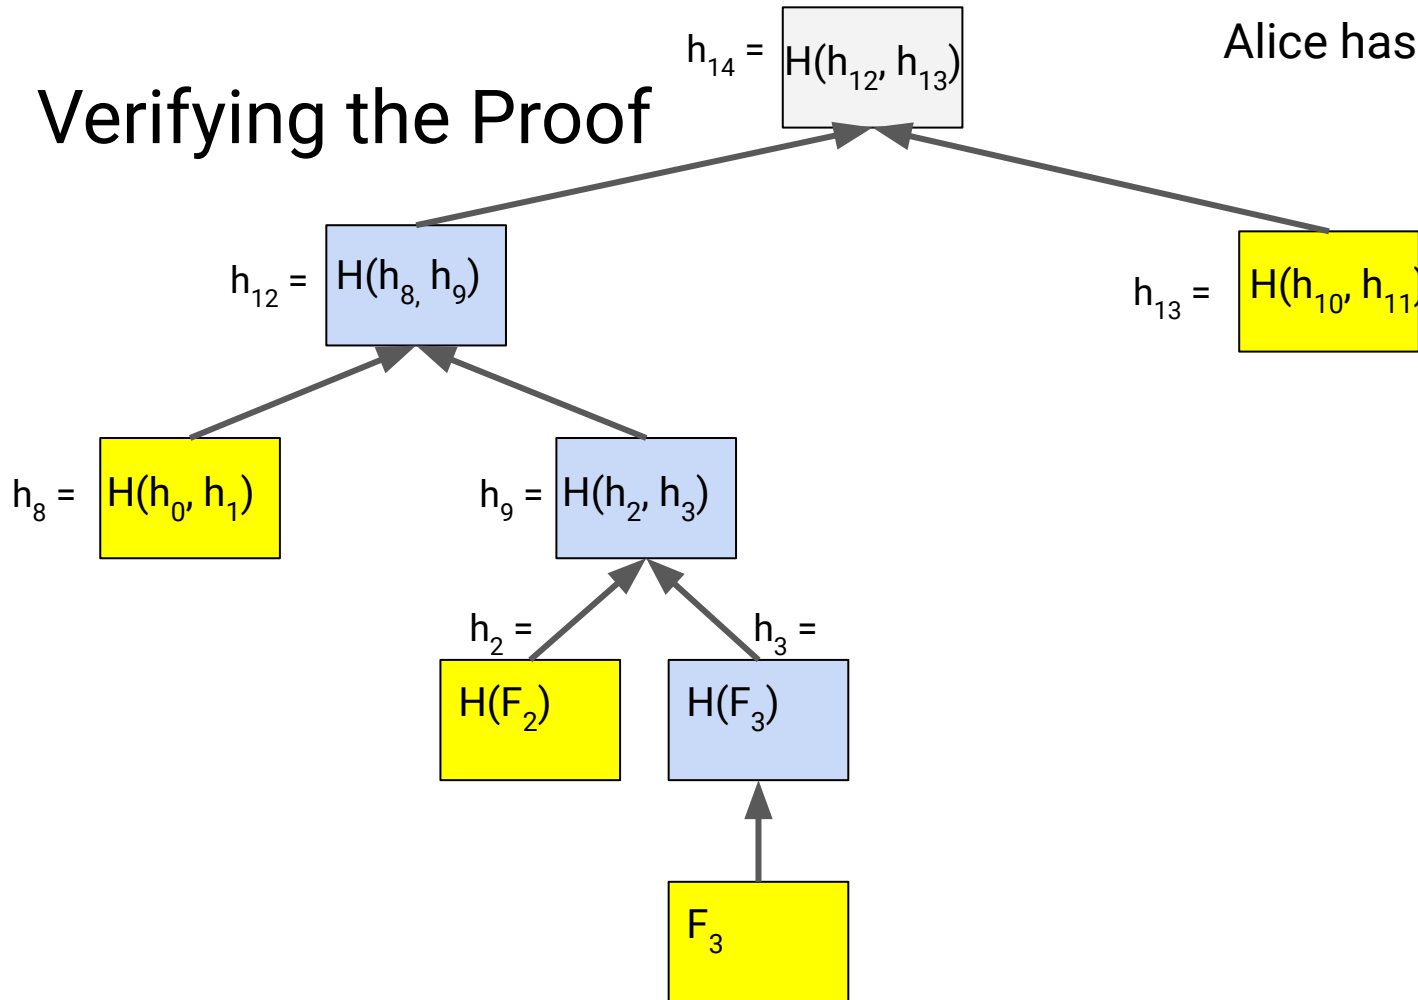 Alice has
h₁₄ = H(h₁₂, h₁₃)
Verifying the Proof
h₁₂ = H(h₈, h₉)
h₁₃ = H(h₁₀, h₁₁)
h₈ = H(h₀, h₁)
h₉ = H(h₂, h₃)
h₂ =
h₃ =
H(F₂)
H(F₃)
F₃